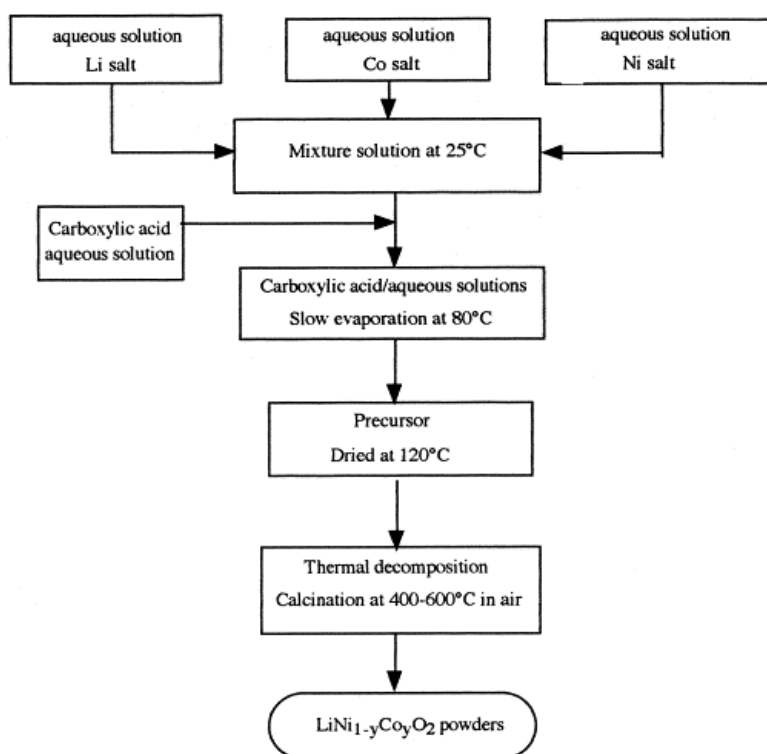 aqueous solution
Li salt
aqueous solution
Co salt
aqueous solution
Ni salt
Mixture solution at 25°C
Carboxylic acid
aqueous solution
Carboxylic acid/aqueous solutions
Slow evaporation at 80°C
Precursor
Dried at 120°C
Thermal decomposition
Calcination at 400-600°C in air
LiNi1-yCoyO2 powders